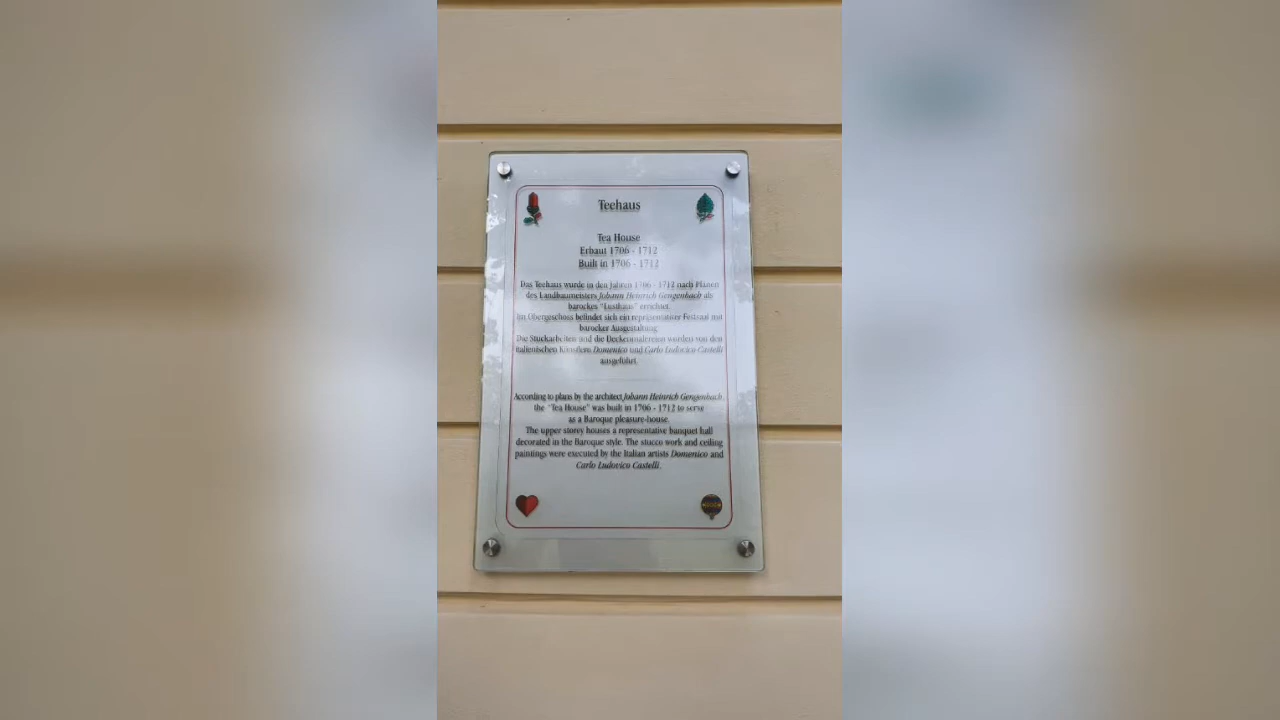 Teehaus
Tea House
Erbaut 1706 - 1712
Built in 1706 - 1712
Das Teehaus wurde in den Jahren 1706 - 1712 nach Plänen
des Landbaumeisters Johann Heinrich Gengenbach als
barockes "Lusthaus" errichtet.
Im Obergeschoss befindet sich ein repräsentativer Festsaal mit
barocker Ausgestaltung.
Die Stuckarbeiten und die Deckenmalereien wurden von den
italienischen Künstlern Domenico und Carlo Ludovico Castelli
ausgeführt.
According to plans by the architect Johann Heinrich Gengenbach,
the "Tea House" was built in 1706 - 1712 to serve
as a Baroque pleasure-house.
The upper storey houses a representative banquet hall
decorated in the Baroque style. The stucco work and ceiling
paintings were executed by the Italian artists Domenico and
Carlo Ludovico Castelli.